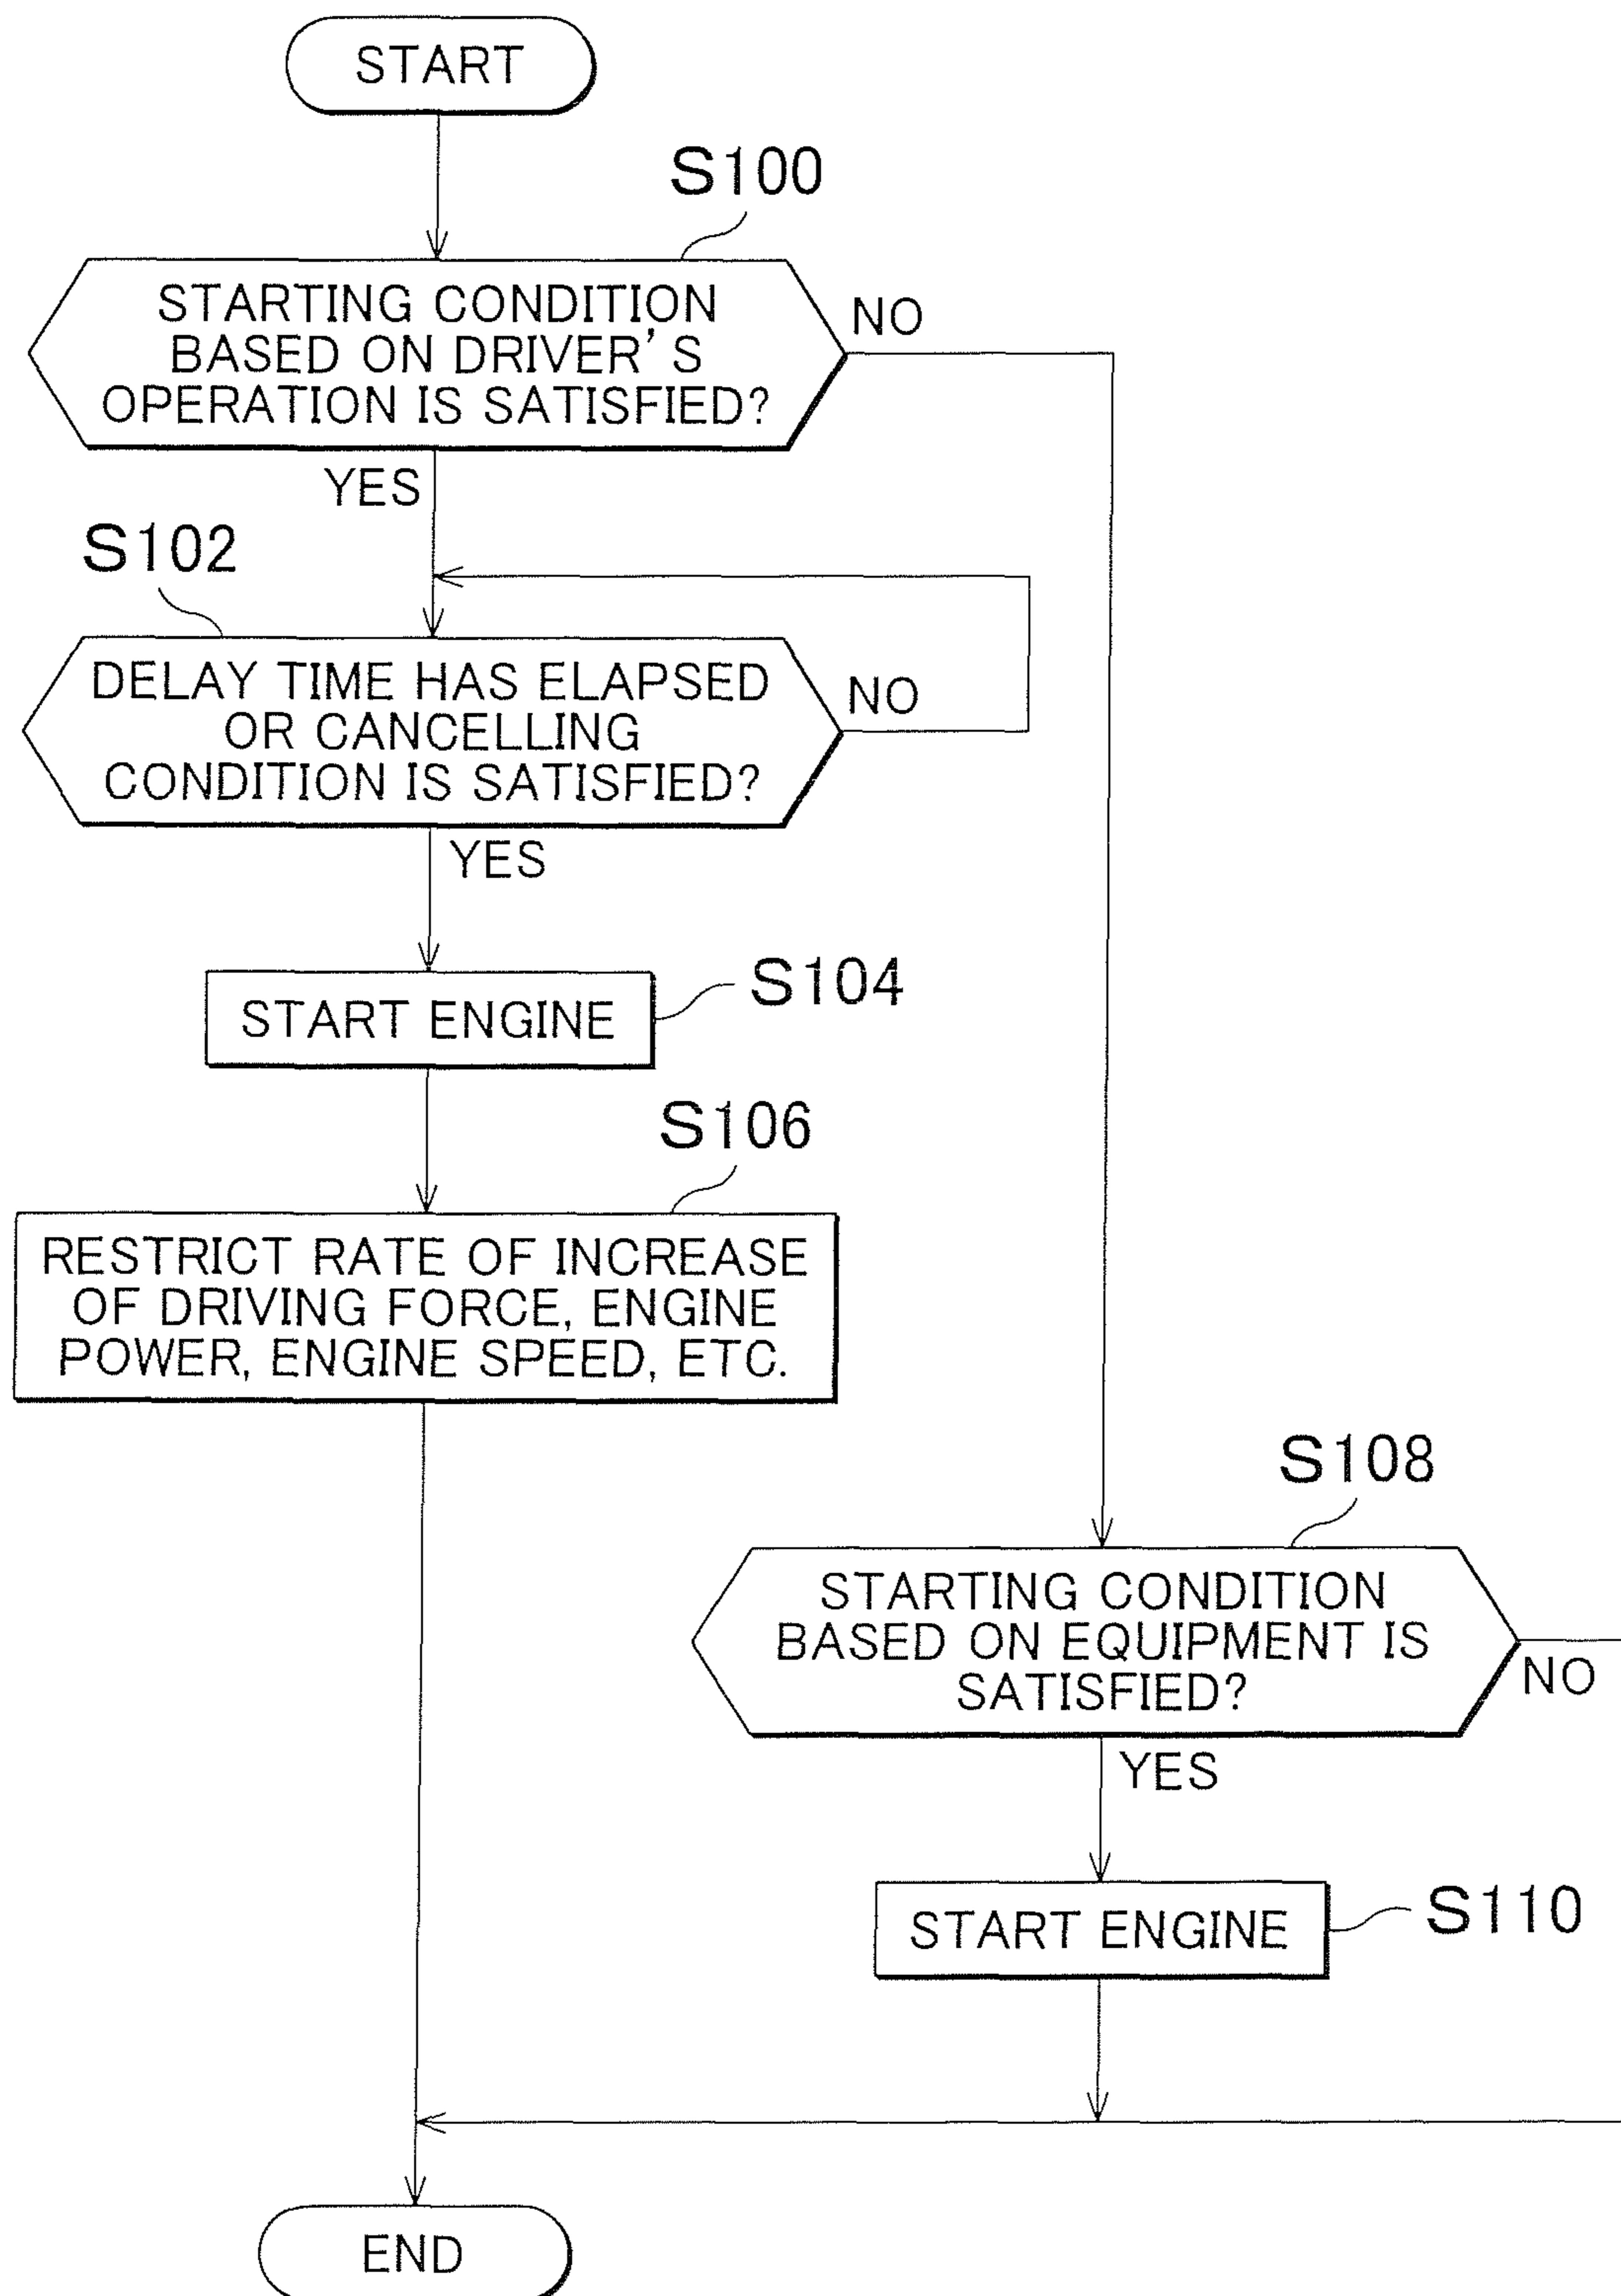 START
S100
STARTING CONDITION
BASED ON DRIVER'S
OPERATION IS SATISFIED?
NO
YES
S102
DELAY TIME HAS ELAPSED
OR CANCELLING
CONDITION IS SATISFIED?
NO
YES
START ENGINE
S104
S106
RESTRICT RATE OF INCREASE
OF DRIVING FORCE, ENGINE
POWER, ENGINE SPEED, ETC.
S108
STARTING CONDITION
BASED ON EQUIPMENT IS
SATISFIED?
NO
YES
START ENGINE
S110
END